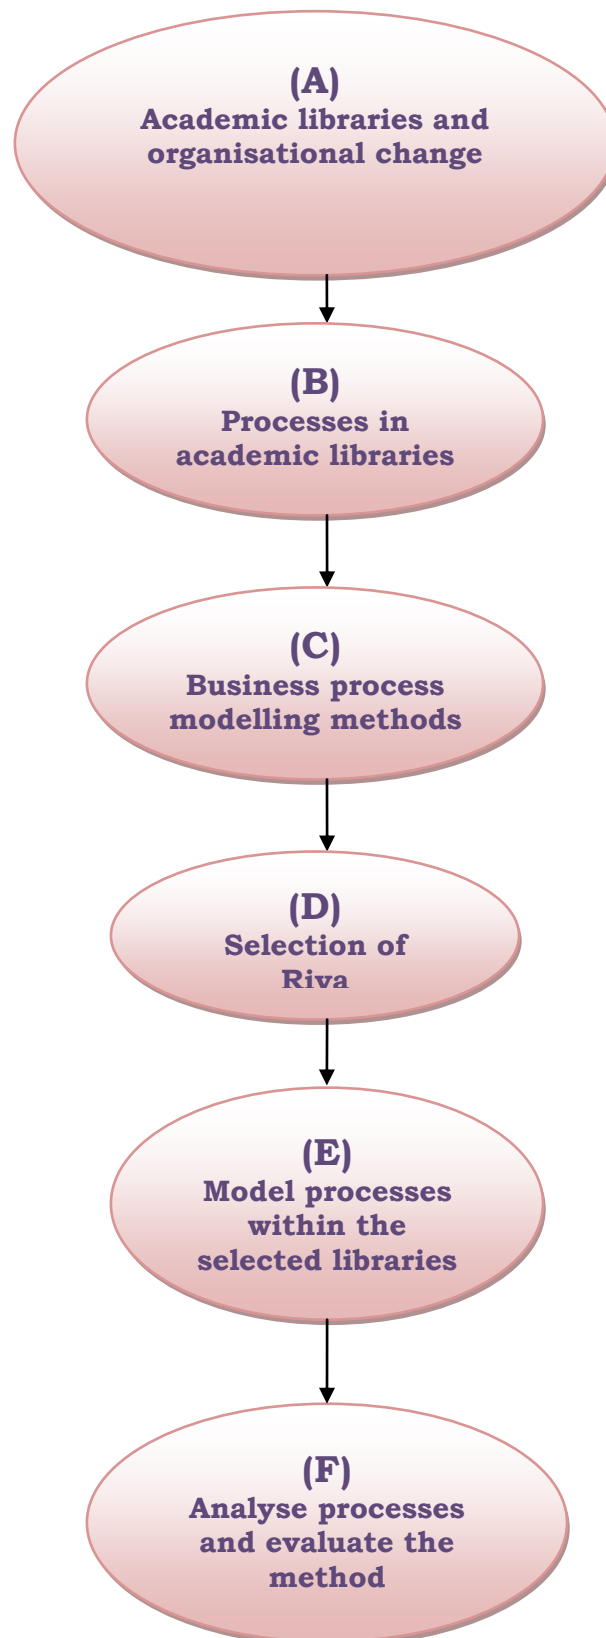 (A)
Academic libraries and
organisational change
(B)
Processes in
academic libraries
(C)
Business process
modelling methods
(D)
Selection of
Riva
(E)
Model processes
within the
selected libraries
(F)
Analyse processes
and evaluate the
method